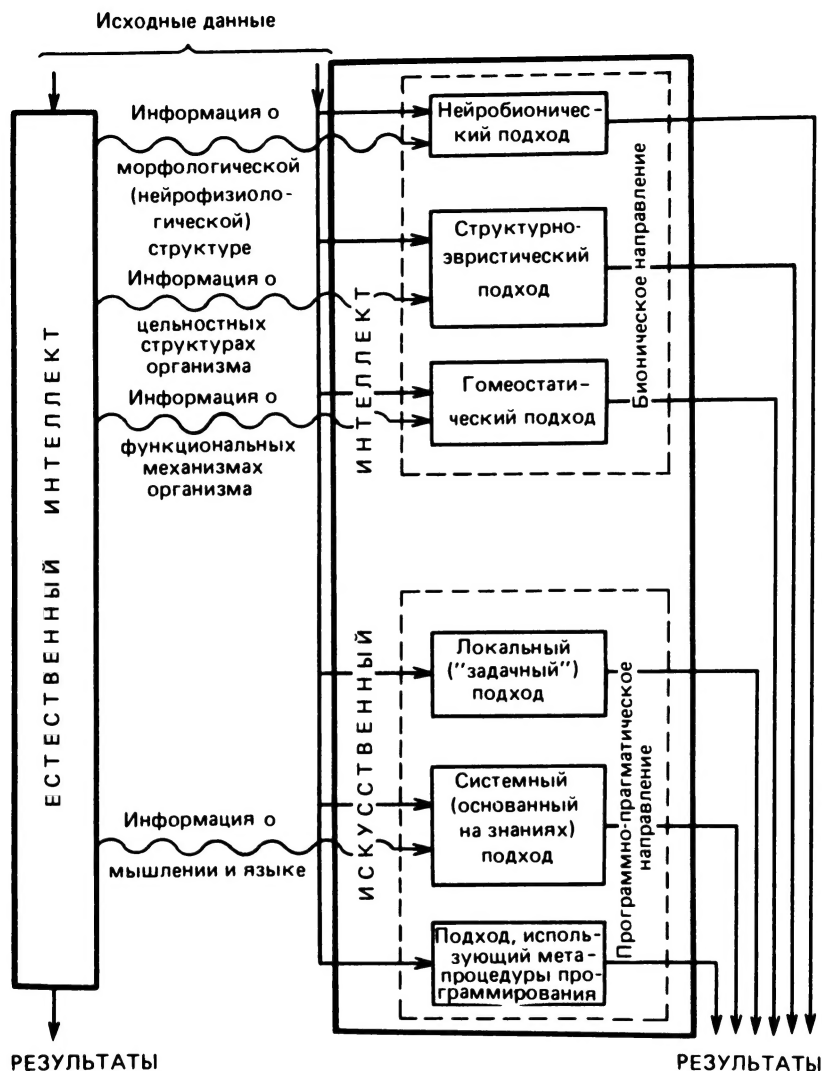 Исходные данные
ЕСТЕСТВЕННЫЙ ИНТЕЛЛЕКТ
Информация о
морфологической
(нейрофизиоло-
гической)
структуре
Информация о
цельностных
структурах
организма
Информация о
функциональных
механизмах
организма
Информация о
мышлении и языке
ИСКУССТВЕННЫЙ ИНТЕЛЛЕКТ
Нейробиониче-
ский подход
Структурно-
эвристический
подход
Гомеостати-
ческий подход
Бионическое направление
Локальный
("задачный")
подход
Системный
(основанный
на знаниях)
подход
Подход, исполь-
зующий мета-
процедуры про-
граммирования
Программно-прагматическое
направление
РЕЗУЛЬТАТЫ
РЕЗУЛЬТАТЫ